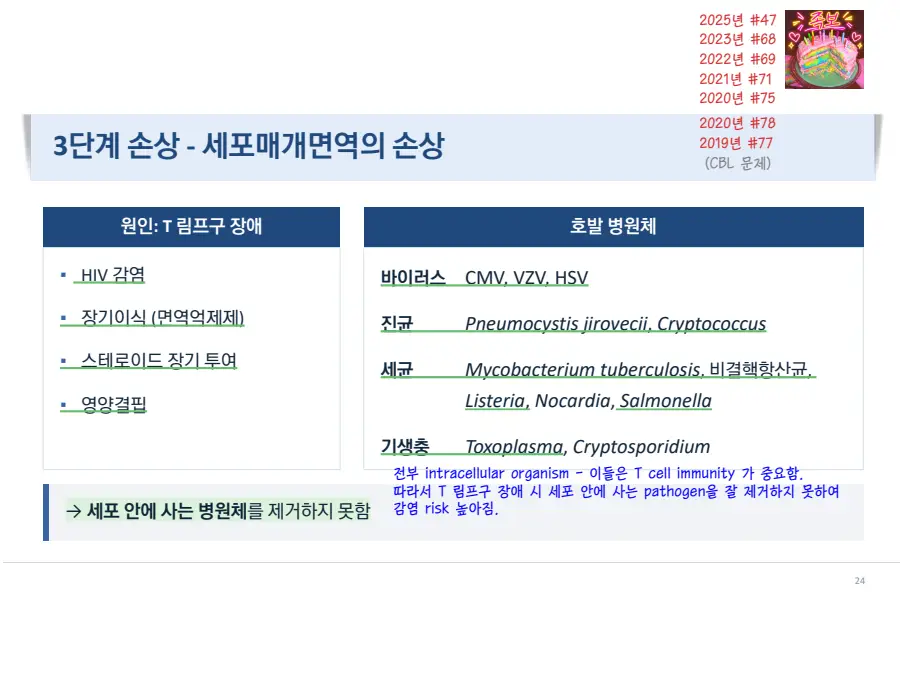 2025년 #47
2023년 #68
2022년 #69
2021년 #71
2020년 #75
2020년 #78
2019년 #77
(CBL 문제)
족보
3단계 손상 - 세포매개면역의 손상
원인: T 림프구 장애
▪ HIV 감염
▪ 장기이식 (면역억제제)
▪ 스테로이드 장기 투여
▪ 영양결핍
호발 병원체
바이러스 CMV, VZV, HSV
진균 Pneumocystis jirovecii, Cryptococcus
세균 Mycobacterium tuberculosis, 비결핵항산균,
Listeria, Nocardia, Salmonella
기생충 Toxoplasma, Cryptosporidium
전부 intracellular organism - 이들은 T cell immunity 가 중요함.
따라서 T 림프구 장애 시 세포 안에 사는 pathogen을 잘 제거하지 못하여
감염 risk 높아짐.
→ 세포 안에 사는 병원체를 제거하지 못함
24